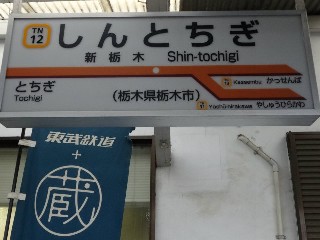 TN
12
しんとちぎ
新栃木 Shin-tochigi
とちぎ
Tochigi
(栃木県栃木市)
Kassemba かっせんば
Yashū-hirakawa やしゅうひらかわ
東武鉄道
+
蔵